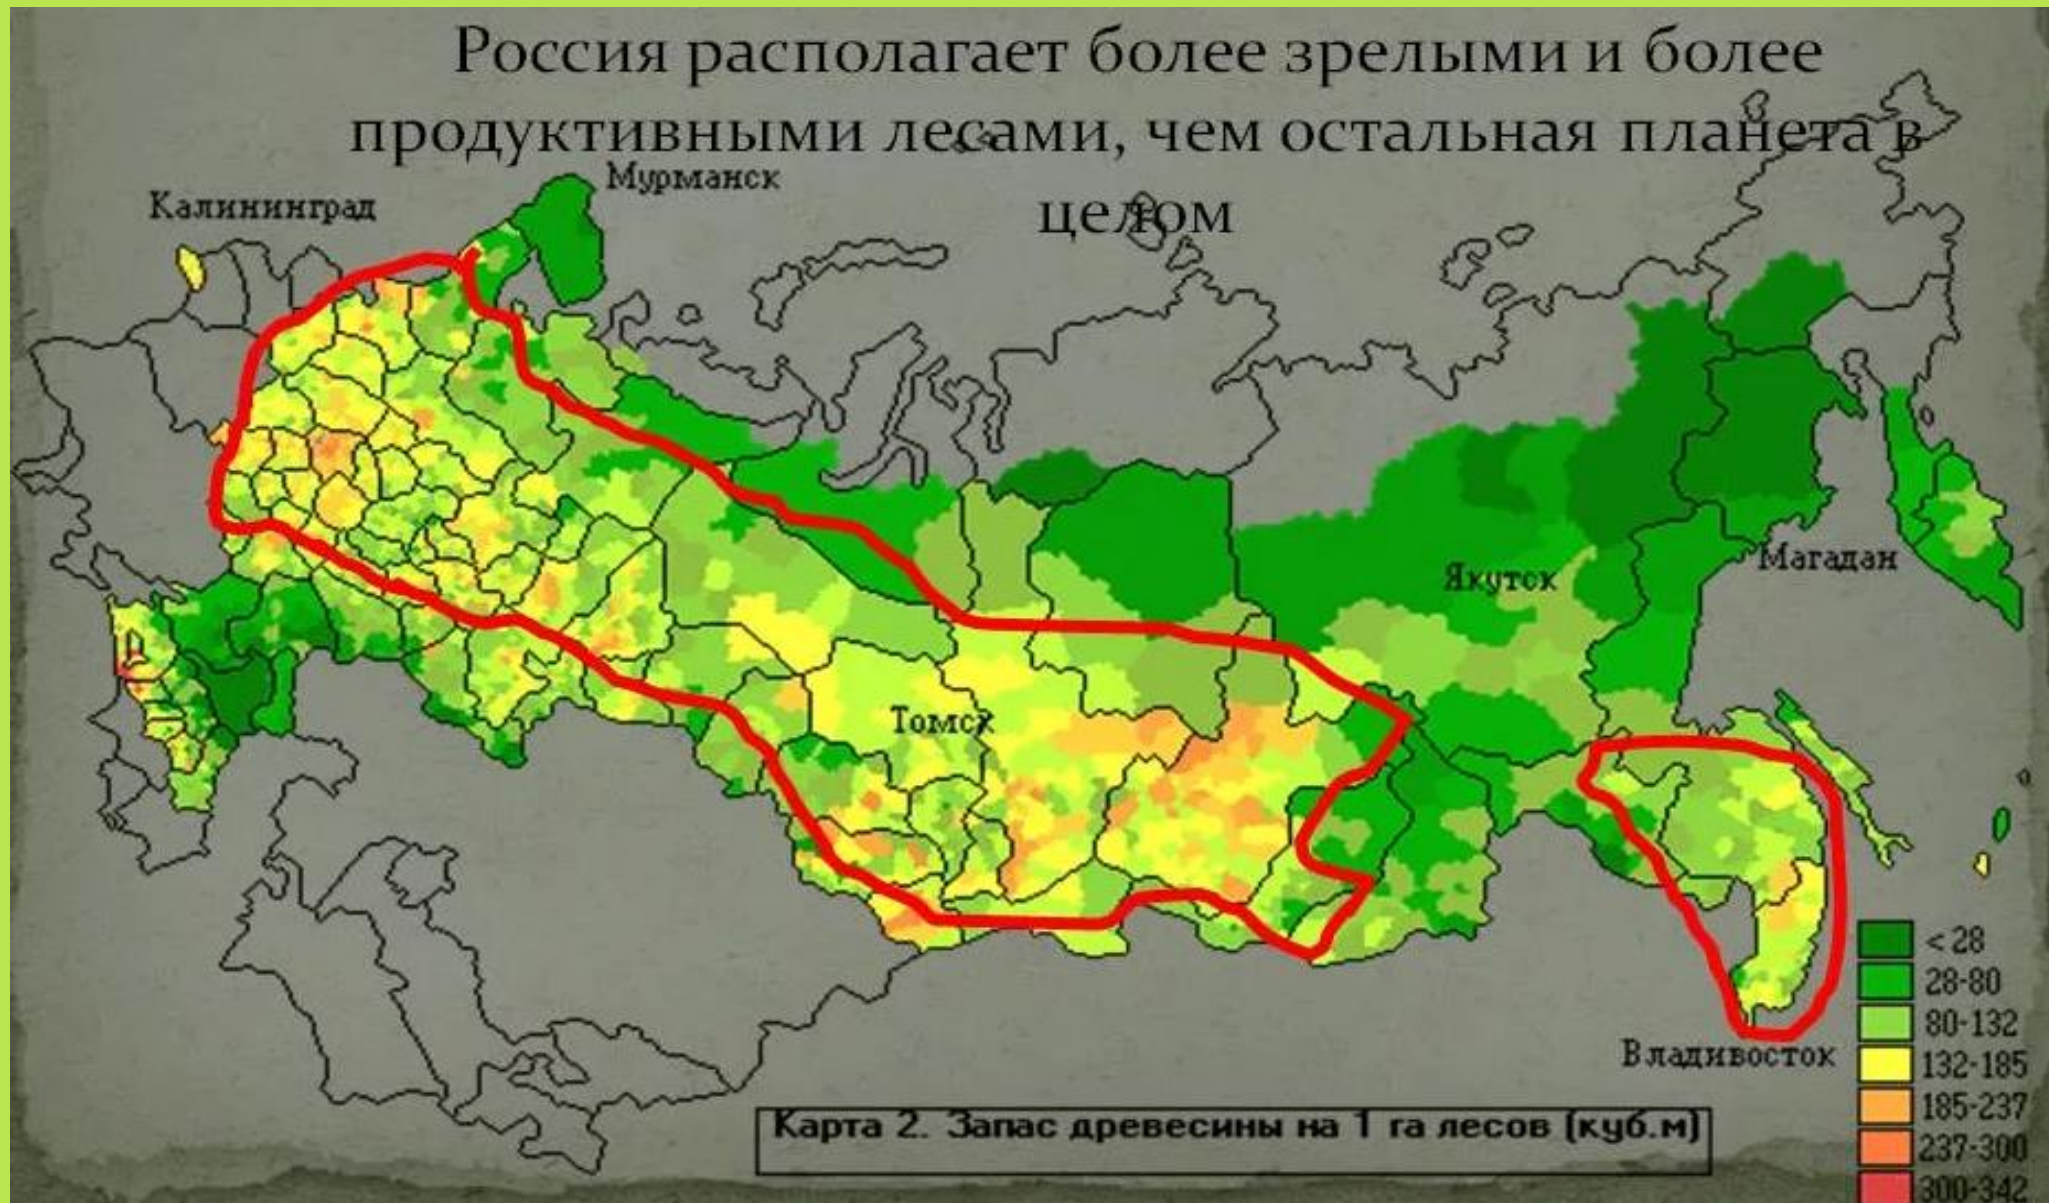 Россия располагает более зрелыми и более
продуктивными лесами, чем остальная планета в
целом
Мурманск
Калининград
Якутск
Магадан
Томск
Владивосток
< 28
28-80
80-132
132-185
185-237
237-300
300-342
Карта 2. Запас древесины на 1 га лесов (куб.м)